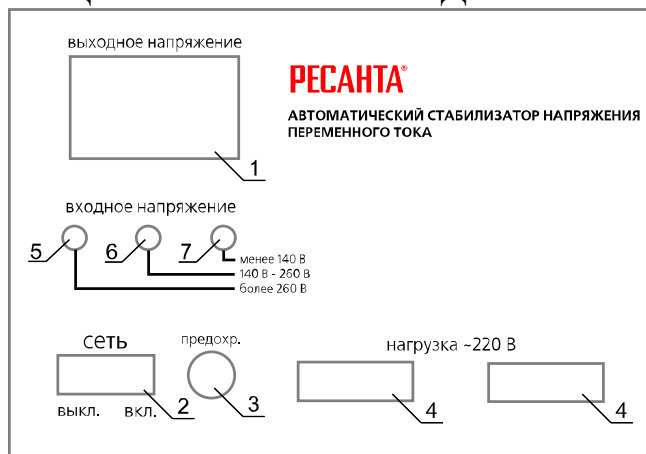 выходное напряжение
РЕСАНТА®
АВТОМАТИЧЕСКИЙ СТАБИЛИЗАТОР НАПРЯЖЕНИЯ
ПЕРЕМЕННОГО ТОКА
1
входное напряжение
5 6 7
менее 140 В
140 В - 260 В
более 260 В
сеть
предохр.
нагрузка ~220 В
выкл. вкл. 2 3 4 4